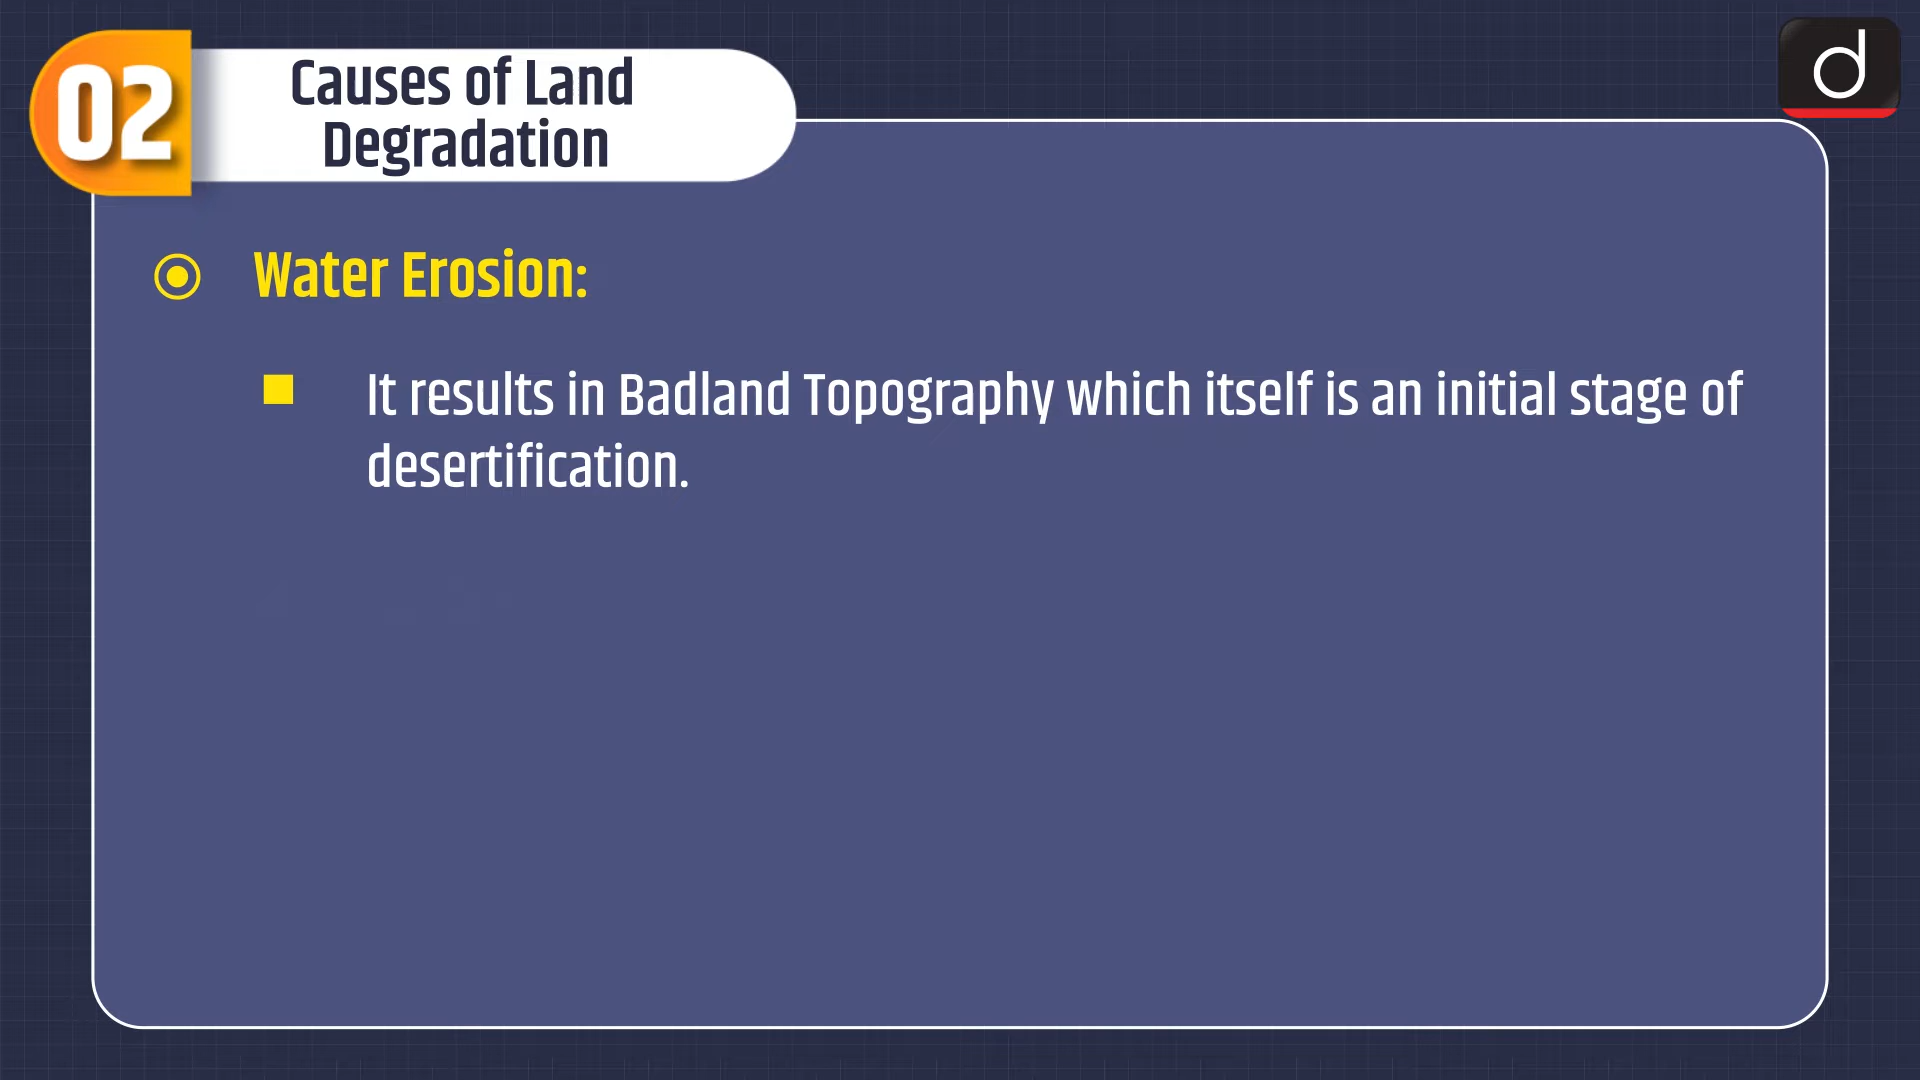 02
Causes of Land
Degradation
d
Water Erosion:
It results in Badland Topography which itself is an initial stage of
desertification.